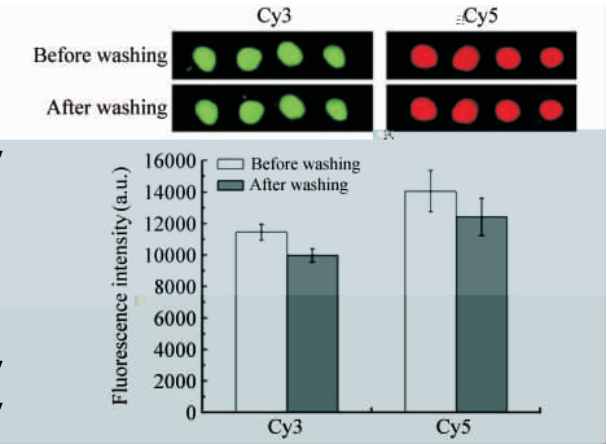 Cy3
Cy5
Before washing
After washing
Fluorescence intensity (a.u.)
16000
14000
12000
10000
8000
6000
4000
2000
0
Before washing
After washing
Cy3
Cy5